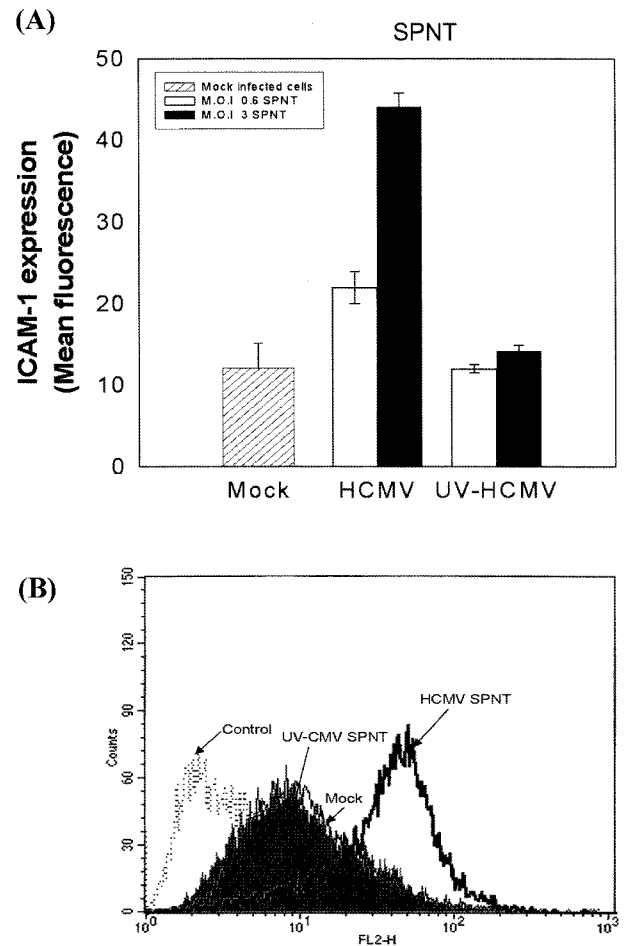 (A)
SPNT
50
40
30
20
10
0
ICAM-1 expression
(Mean fluorescence)
Mock infected cells
M.O.I 0.6 SPNT
M.O.I 3 SPNT
Mock HCMV UV-HCMV
(B)
150
120
90
60
30
0
Counts
Control
UV-CMV SPNT
HCMV SPNT
Mock
10⁰ 10¹ 10² 10³
FL2-H